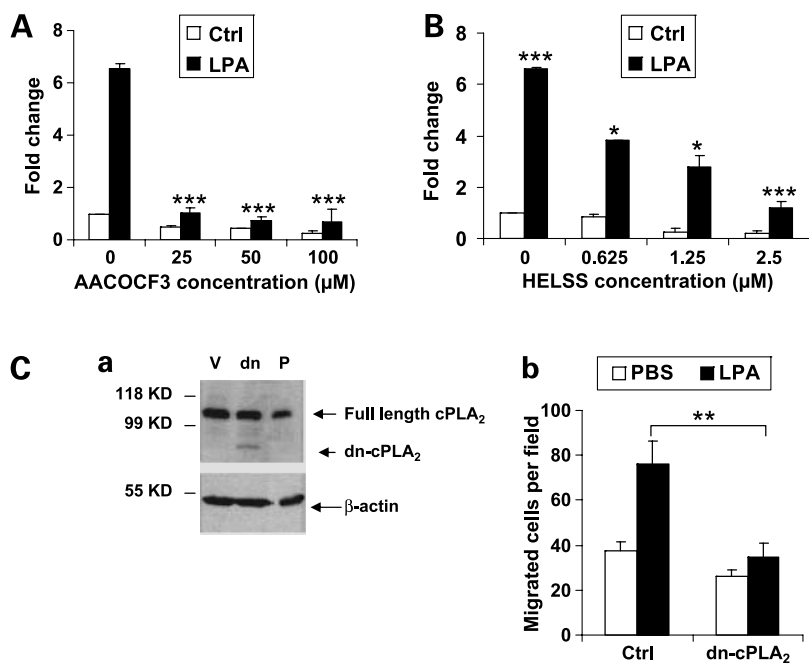 A
Ctrl
LPA
Fold change
8
6
4
2
0
*** *** ***
0 25 50 100
AACOCF3 concentration (µM)
B
Ctrl
LPA
Fold change
8
6
4
2
0
*** * * ***
0 0.625 1.25 2.5
HELSS concentration (µM)
C
a
V dn P
118 KD
99 KD
55 KD
Full length cPLA₂
dn-cPLA₂
β-actin
b
PBS LPA
Migrated cells per field
100
80
60
40
20
0
**
Ctrl dn-cPLA₂